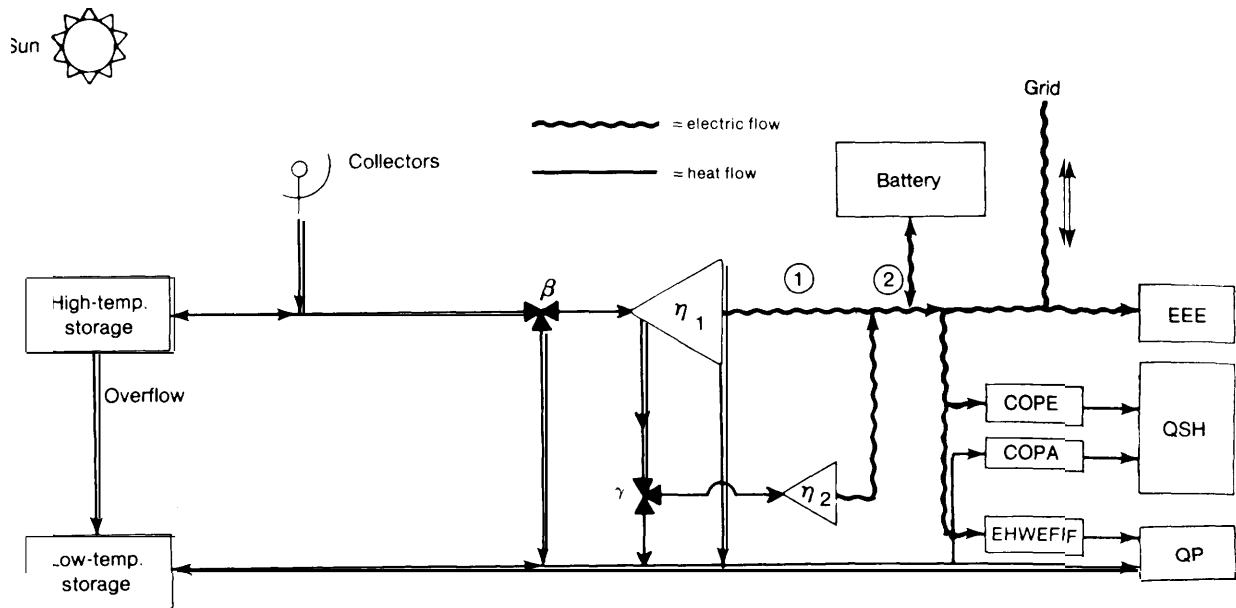 Sun
Grid
= electric flow
Collectors
= heat flow
Battery
High-temp.
storage
β
η 1
1
2
EEE
Overflow
COPE
QSH
COPA
γ
η 2
EHWEFIF
QP
Low-temp.
storage